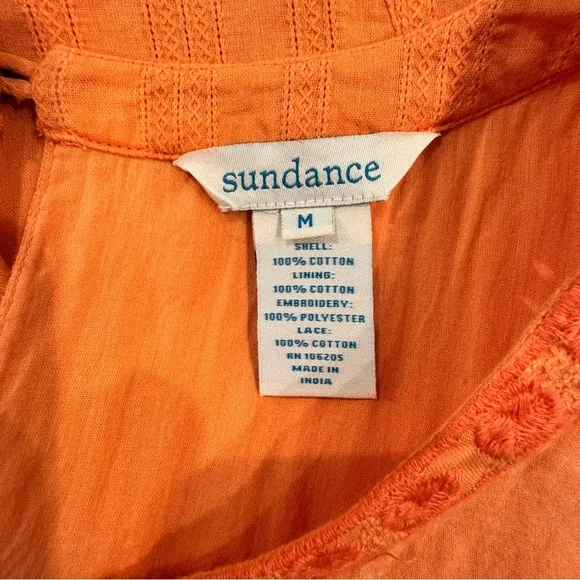 sundance
M
SHELL:
100% COTTON
LINING:
100% COTTON
EMBROIDERY:
100% POLYESTER
LACE:
100% COTTON
RN 106205
MADE IN
INDIA